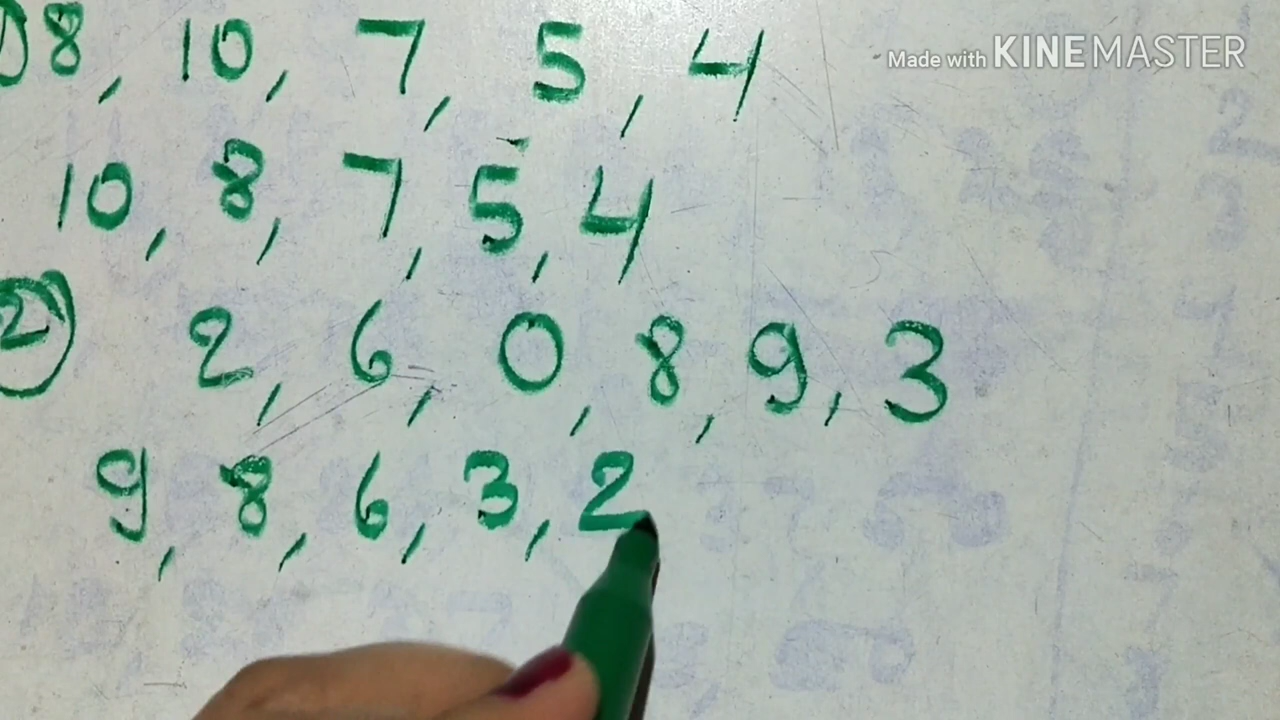 Made with KINEMASTER
1) 8, 10, 7, 5, 4
10, 8, 7, 5, 4
2) 2, 6, 0, 8, 9, 3
9, 8, 6, 3, 2